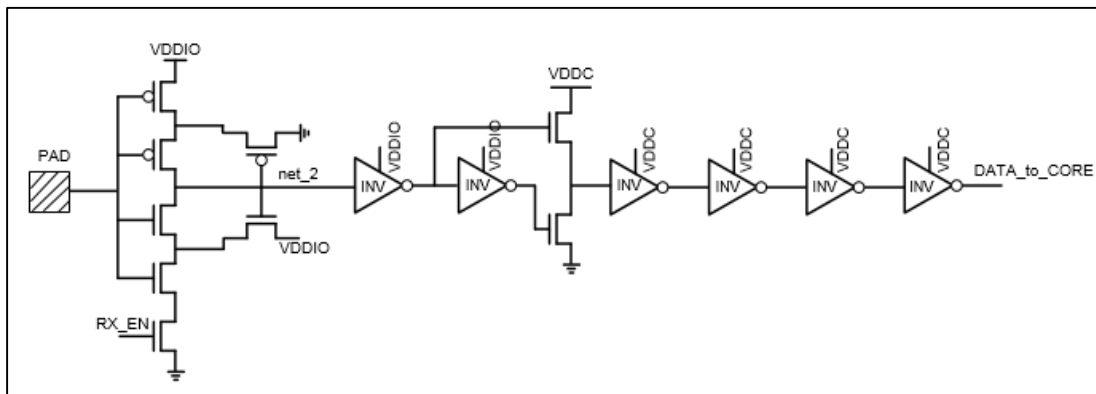 VDDIO
VDDC
PAD
VDDIO
VDDIO
VDDC
VDDC
VDDC
VDDC
net_2
INV
INV
INV
INV
INV
INV
DATA_to_CORE
VDDIO
RX_EN